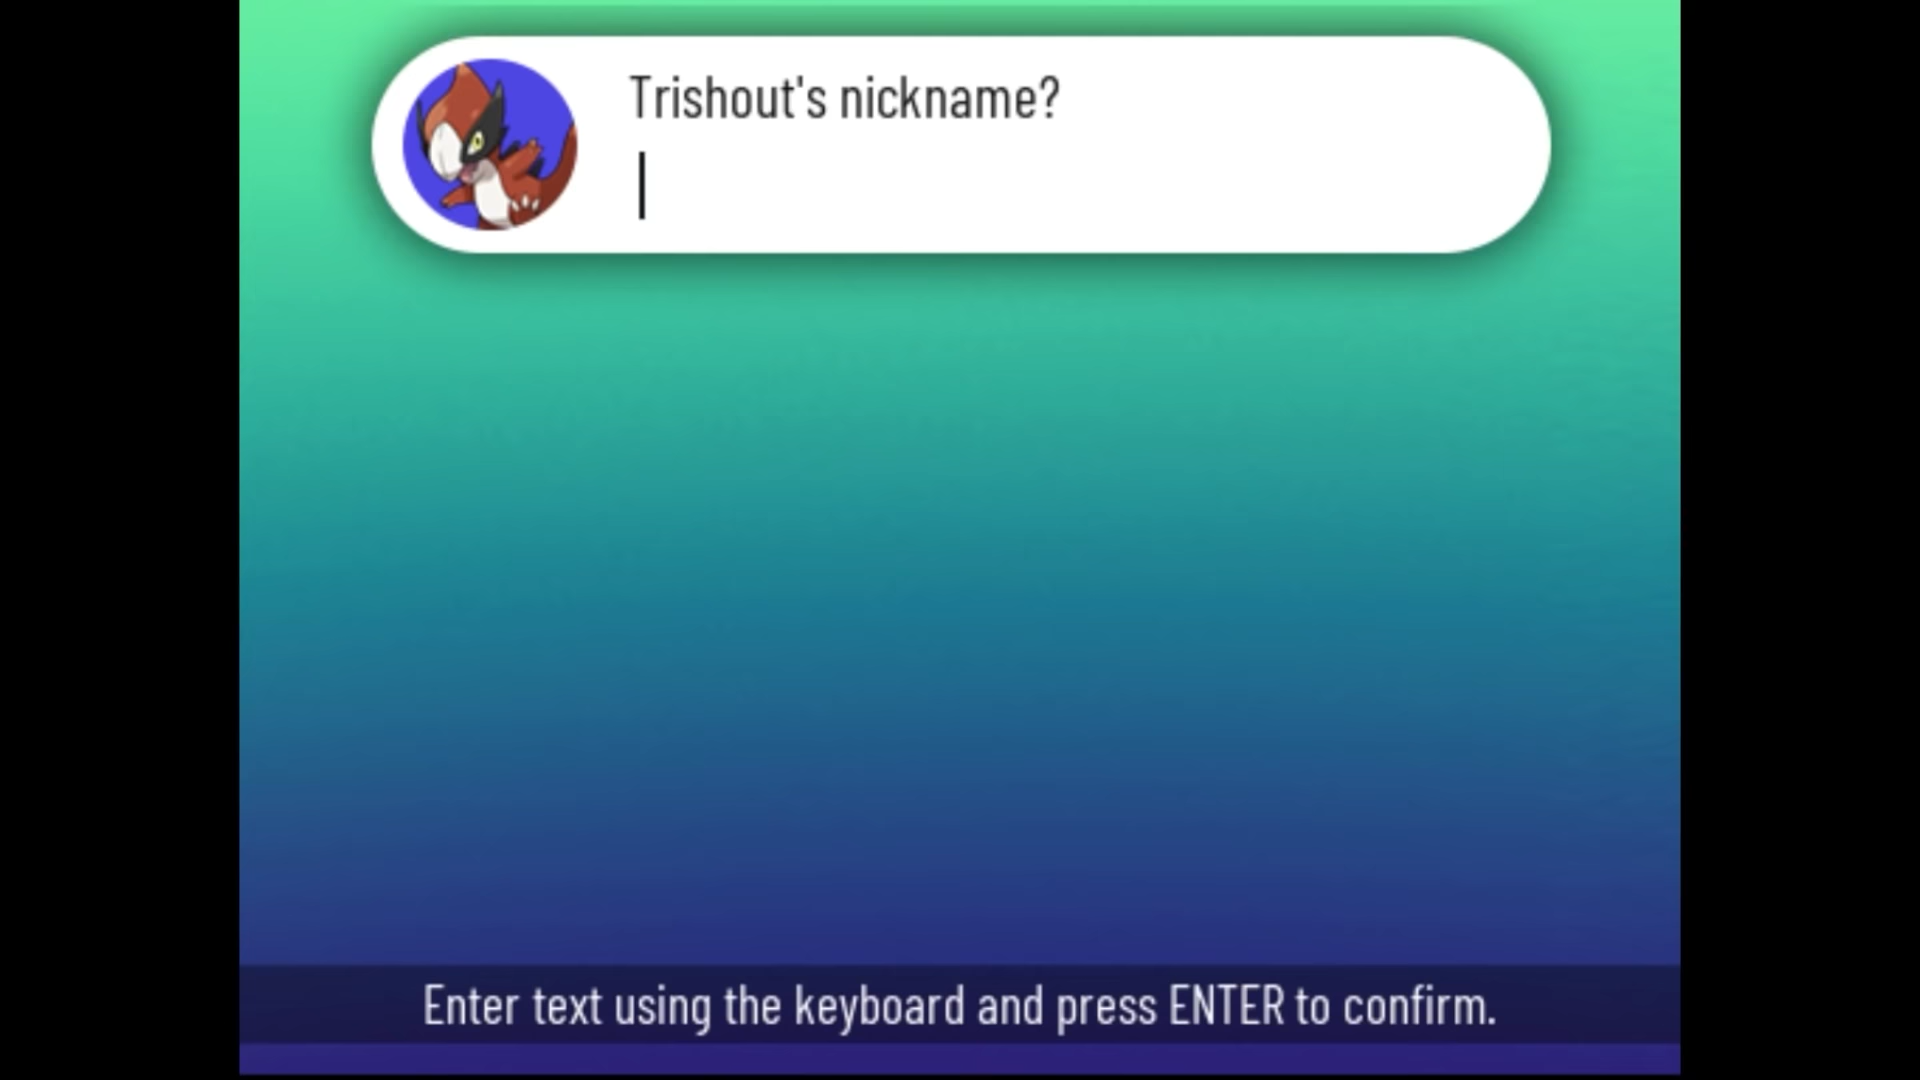 Trishout's nickname?
Enter text using the keyboard and press ENTER to confirm.